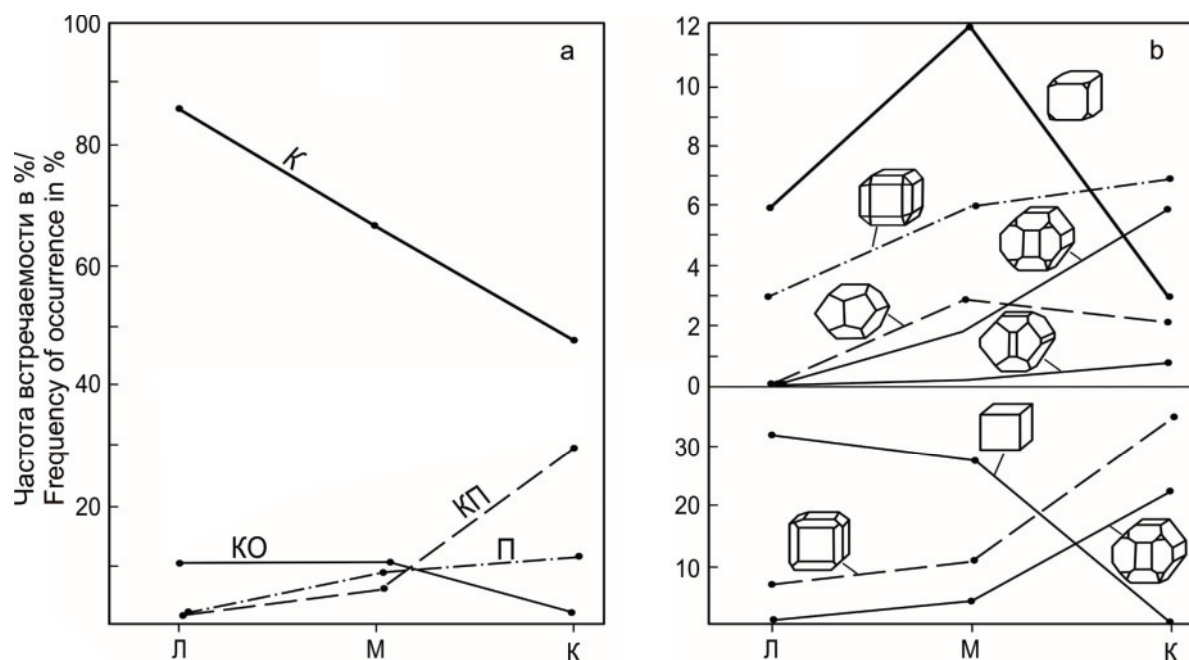 Частота встречаемости в %/
Frequency of occurrence in %
100
80
60
40
20
a
К
КО
КП
П
Л
М
К
12
10
8
6
4
2
0
b
30
20
10
Л
М
К